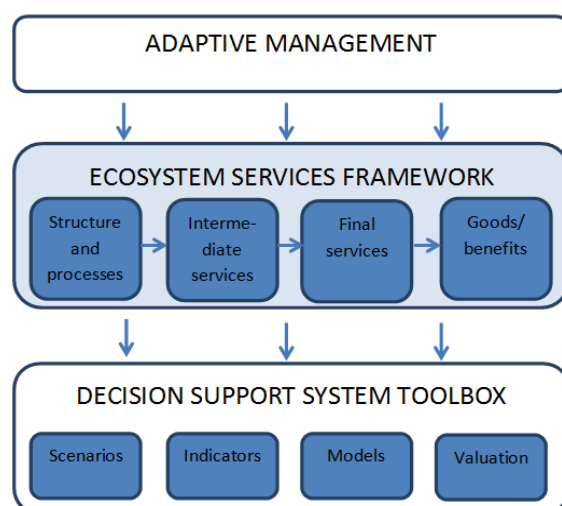 ADAPTIVE MANAGEMENT
ECOSYSTEM SERVICES FRAMEWORK
Structure
and
processes
Interme-
diate
services
Final
services
Goods/
benefits
DECISION SUPPORT SYSTEM TOOLBOX
Scenarios
Indicators
Models
Valuation